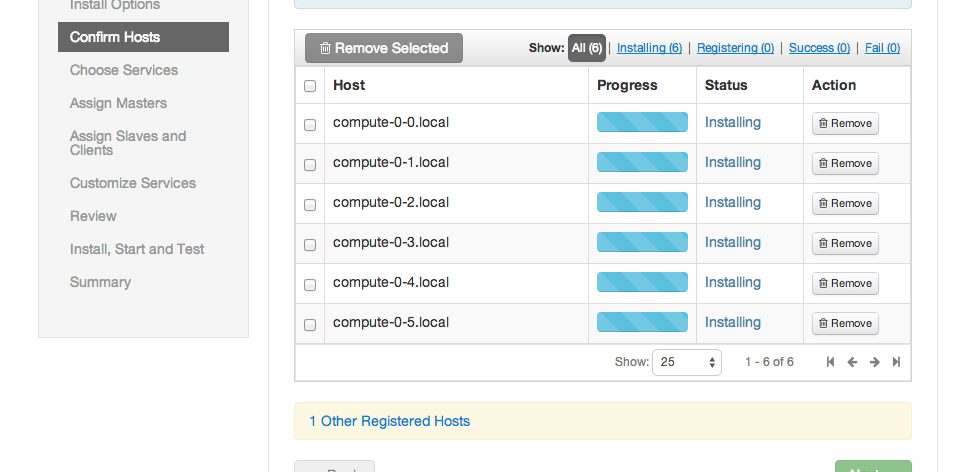 Install Options
Confirm Hosts
Choose Services
Assign Masters
Assign Slaves and
Clients
Customize Services
Review
Install, Start and Test
Summary
Remove Selected
Show: All (6) | Installing (6) | Registering (0) | Success (0) | Fail (0)
Host Progress Status Action
compute-0-0.local Installing Remove
compute-0-1.local Installing Remove
compute-0-2.local Installing Remove
compute-0-3.local Installing Remove
compute-0-4.local Installing Remove
compute-0-5.local Installing Remove
Show: 25 1 - 6 of 6
1 Other Registered Hosts